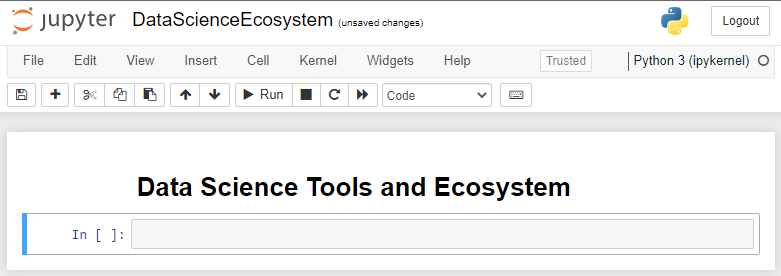 jupyter DataScienceEcosystem (unsaved changes) Logout
File Edit View Insert Cell Kernel Widgets Help Trusted Python 3 (ipykernel)
Run Code
Data Science Tools and Ecosystem
In [ ]: